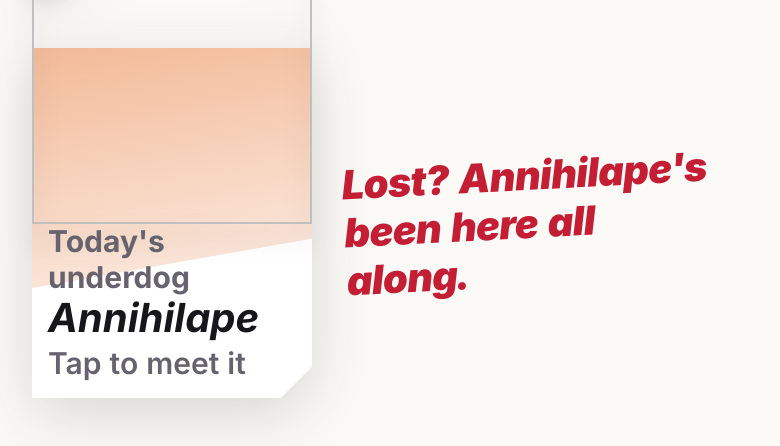 Today's
underdog
Annihilape
Tap to meet it
Lost? Annihilape's
been here all
along.